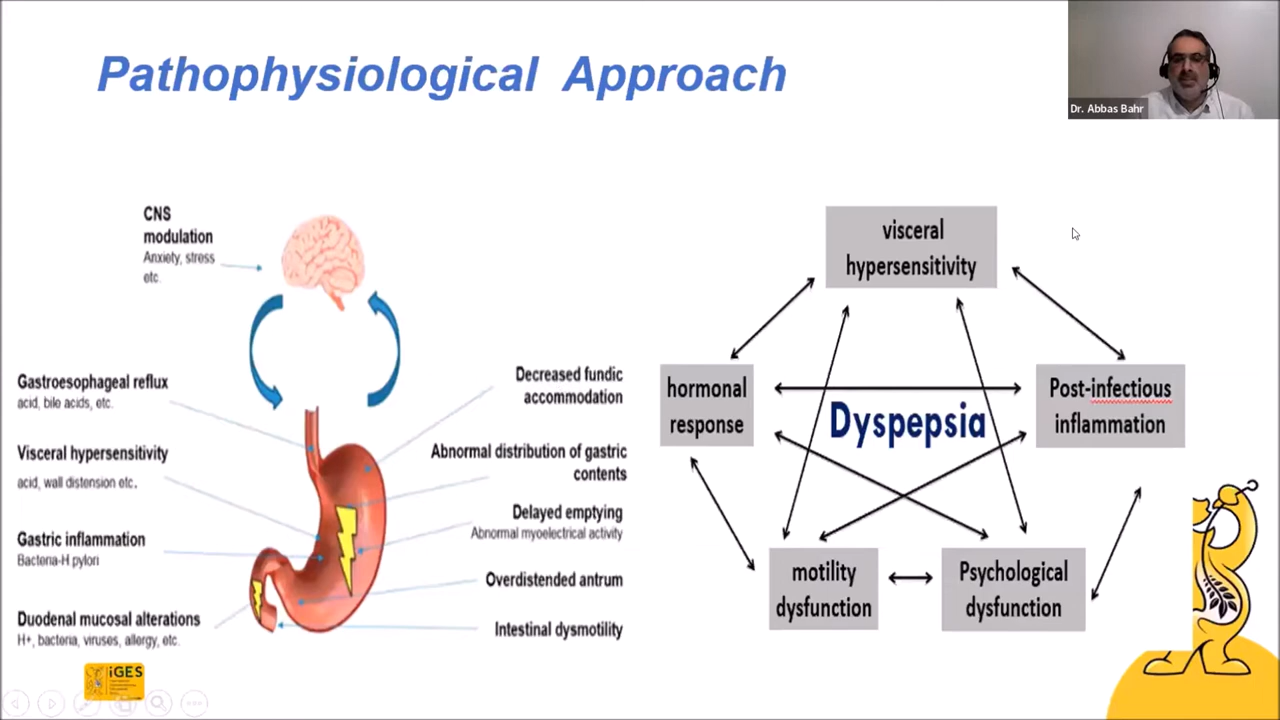 Pathophysiological Approach
Dr. Abbas Bahr
CNS
modulation
Anxiety, stress
etc.
Gastroesophageal reflux
acid, bile acids, etc.
Visceral hypersensitivity
acid, wall distension etc.
Gastric inflammation
Bacteria-H pylori
Duodenal mucosal alterations
H+, bacteria, viruses, allergy, etc.
Decreased fundic
accommodation
Abnormal distribution of gastric
contents
Delayed emptying
Abnormal myoelectrical activity
Overdistended antrum
Intestinal dysmotility
visceral
hypersensitivity
hormonal
response
Post-infectious
inflammation
Dyspepsia
motility
dysfunction
Psychological
dysfunction
iGES